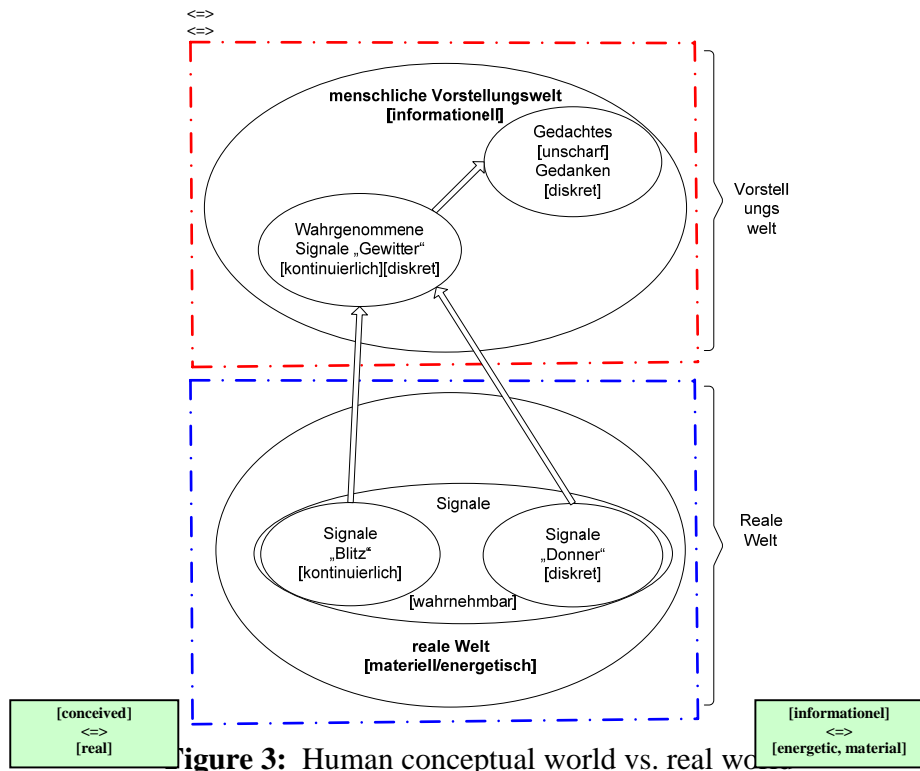 <=>
<=>
menschliche Vorstellungswelt
[informationell]
Gedachtes
[unscharf]
Gedanken
[diskret]
Wahrgenommene
Signale „Gewitter“
[kontinuierlich][diskret]
Vorstell
ungs
welt
Signale
Signale
„Blitz“
[kontinuierlich]
Signale
„Donner“
[diskret]
[wahrnehmbar]
reale Welt
[materiell/energetisch]
Reale
Welt
[conceived]
<=>
[real]
[informationel]
<=>
[energetic, material]
Figure 3: Human conceptual world vs. real world